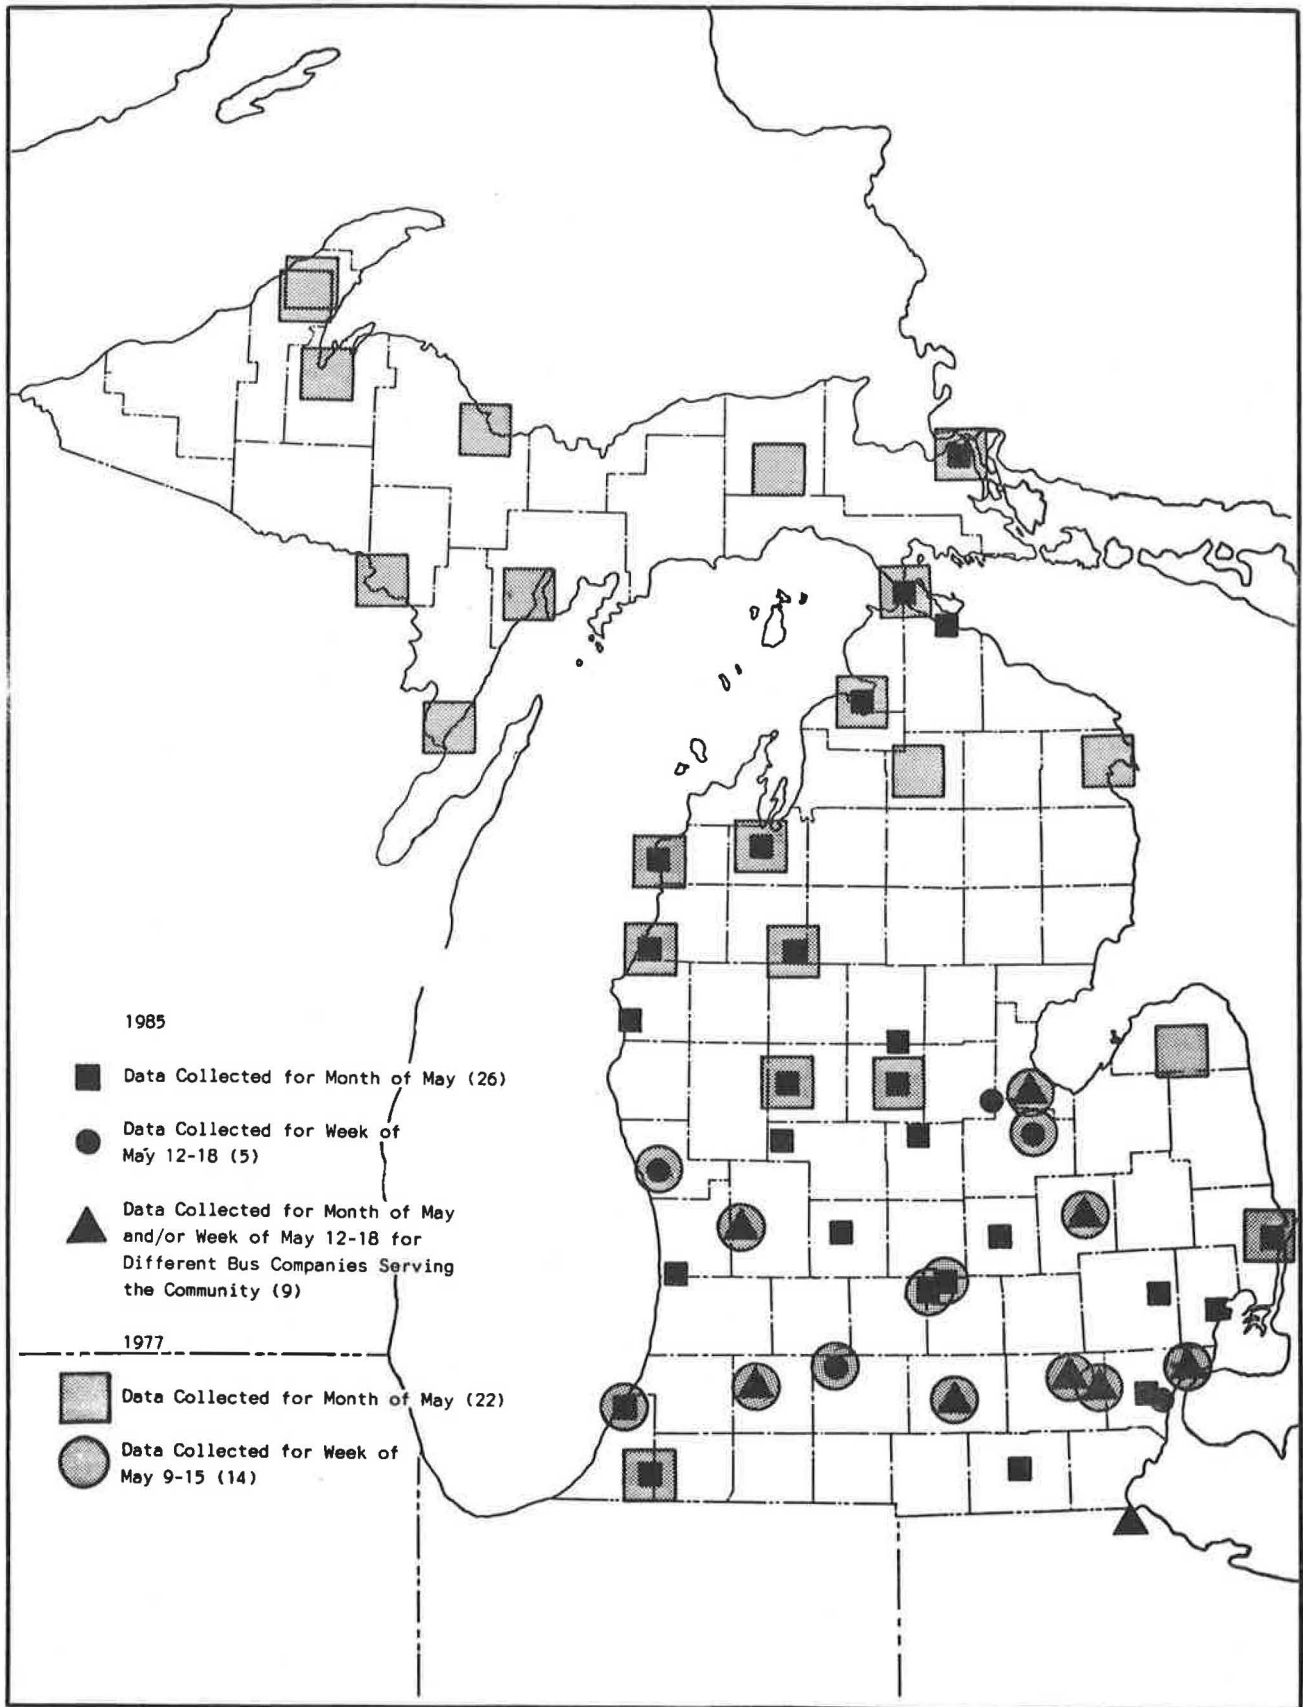 1985
Data Collected for Month of May (26)
Data Collected for Week of
May 12-18 (5)
Data Collected for Month of May
and/or Week of May 12-18 for
Different Bus Companies Serving
the Community (9)
1977
Data Collected for Month of May (22)
Data Collected for Week of
May 9-15 (14)